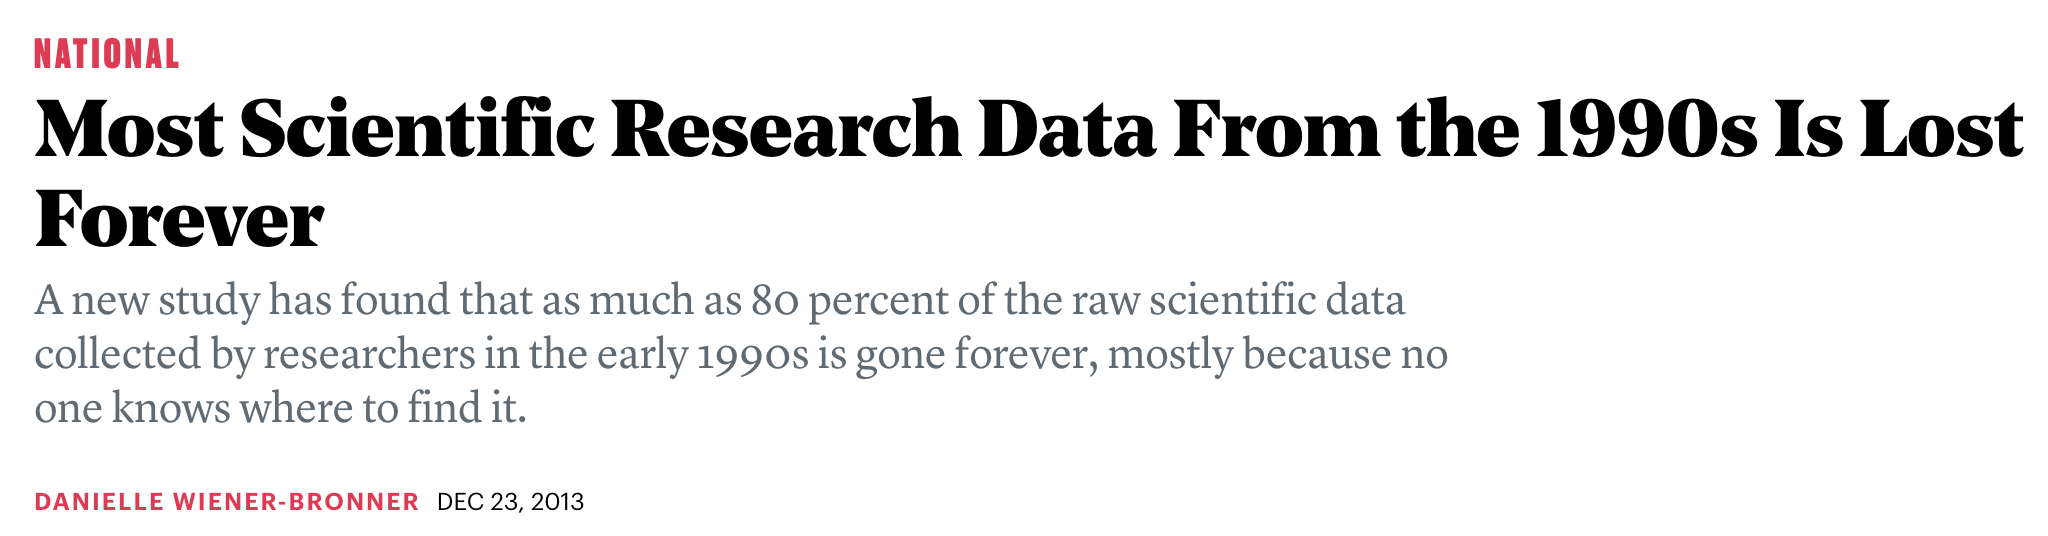 NATIONAL
Most Scientific Research Data From the 1990s Is Lost
Forever
A new study has found that as much as 80 percent of the raw scientific data
collected by researchers in the early 1990s is gone forever, mostly because no
one knows where to find it.
DANIELLE WIENER-BRONNER DEC 23, 2013